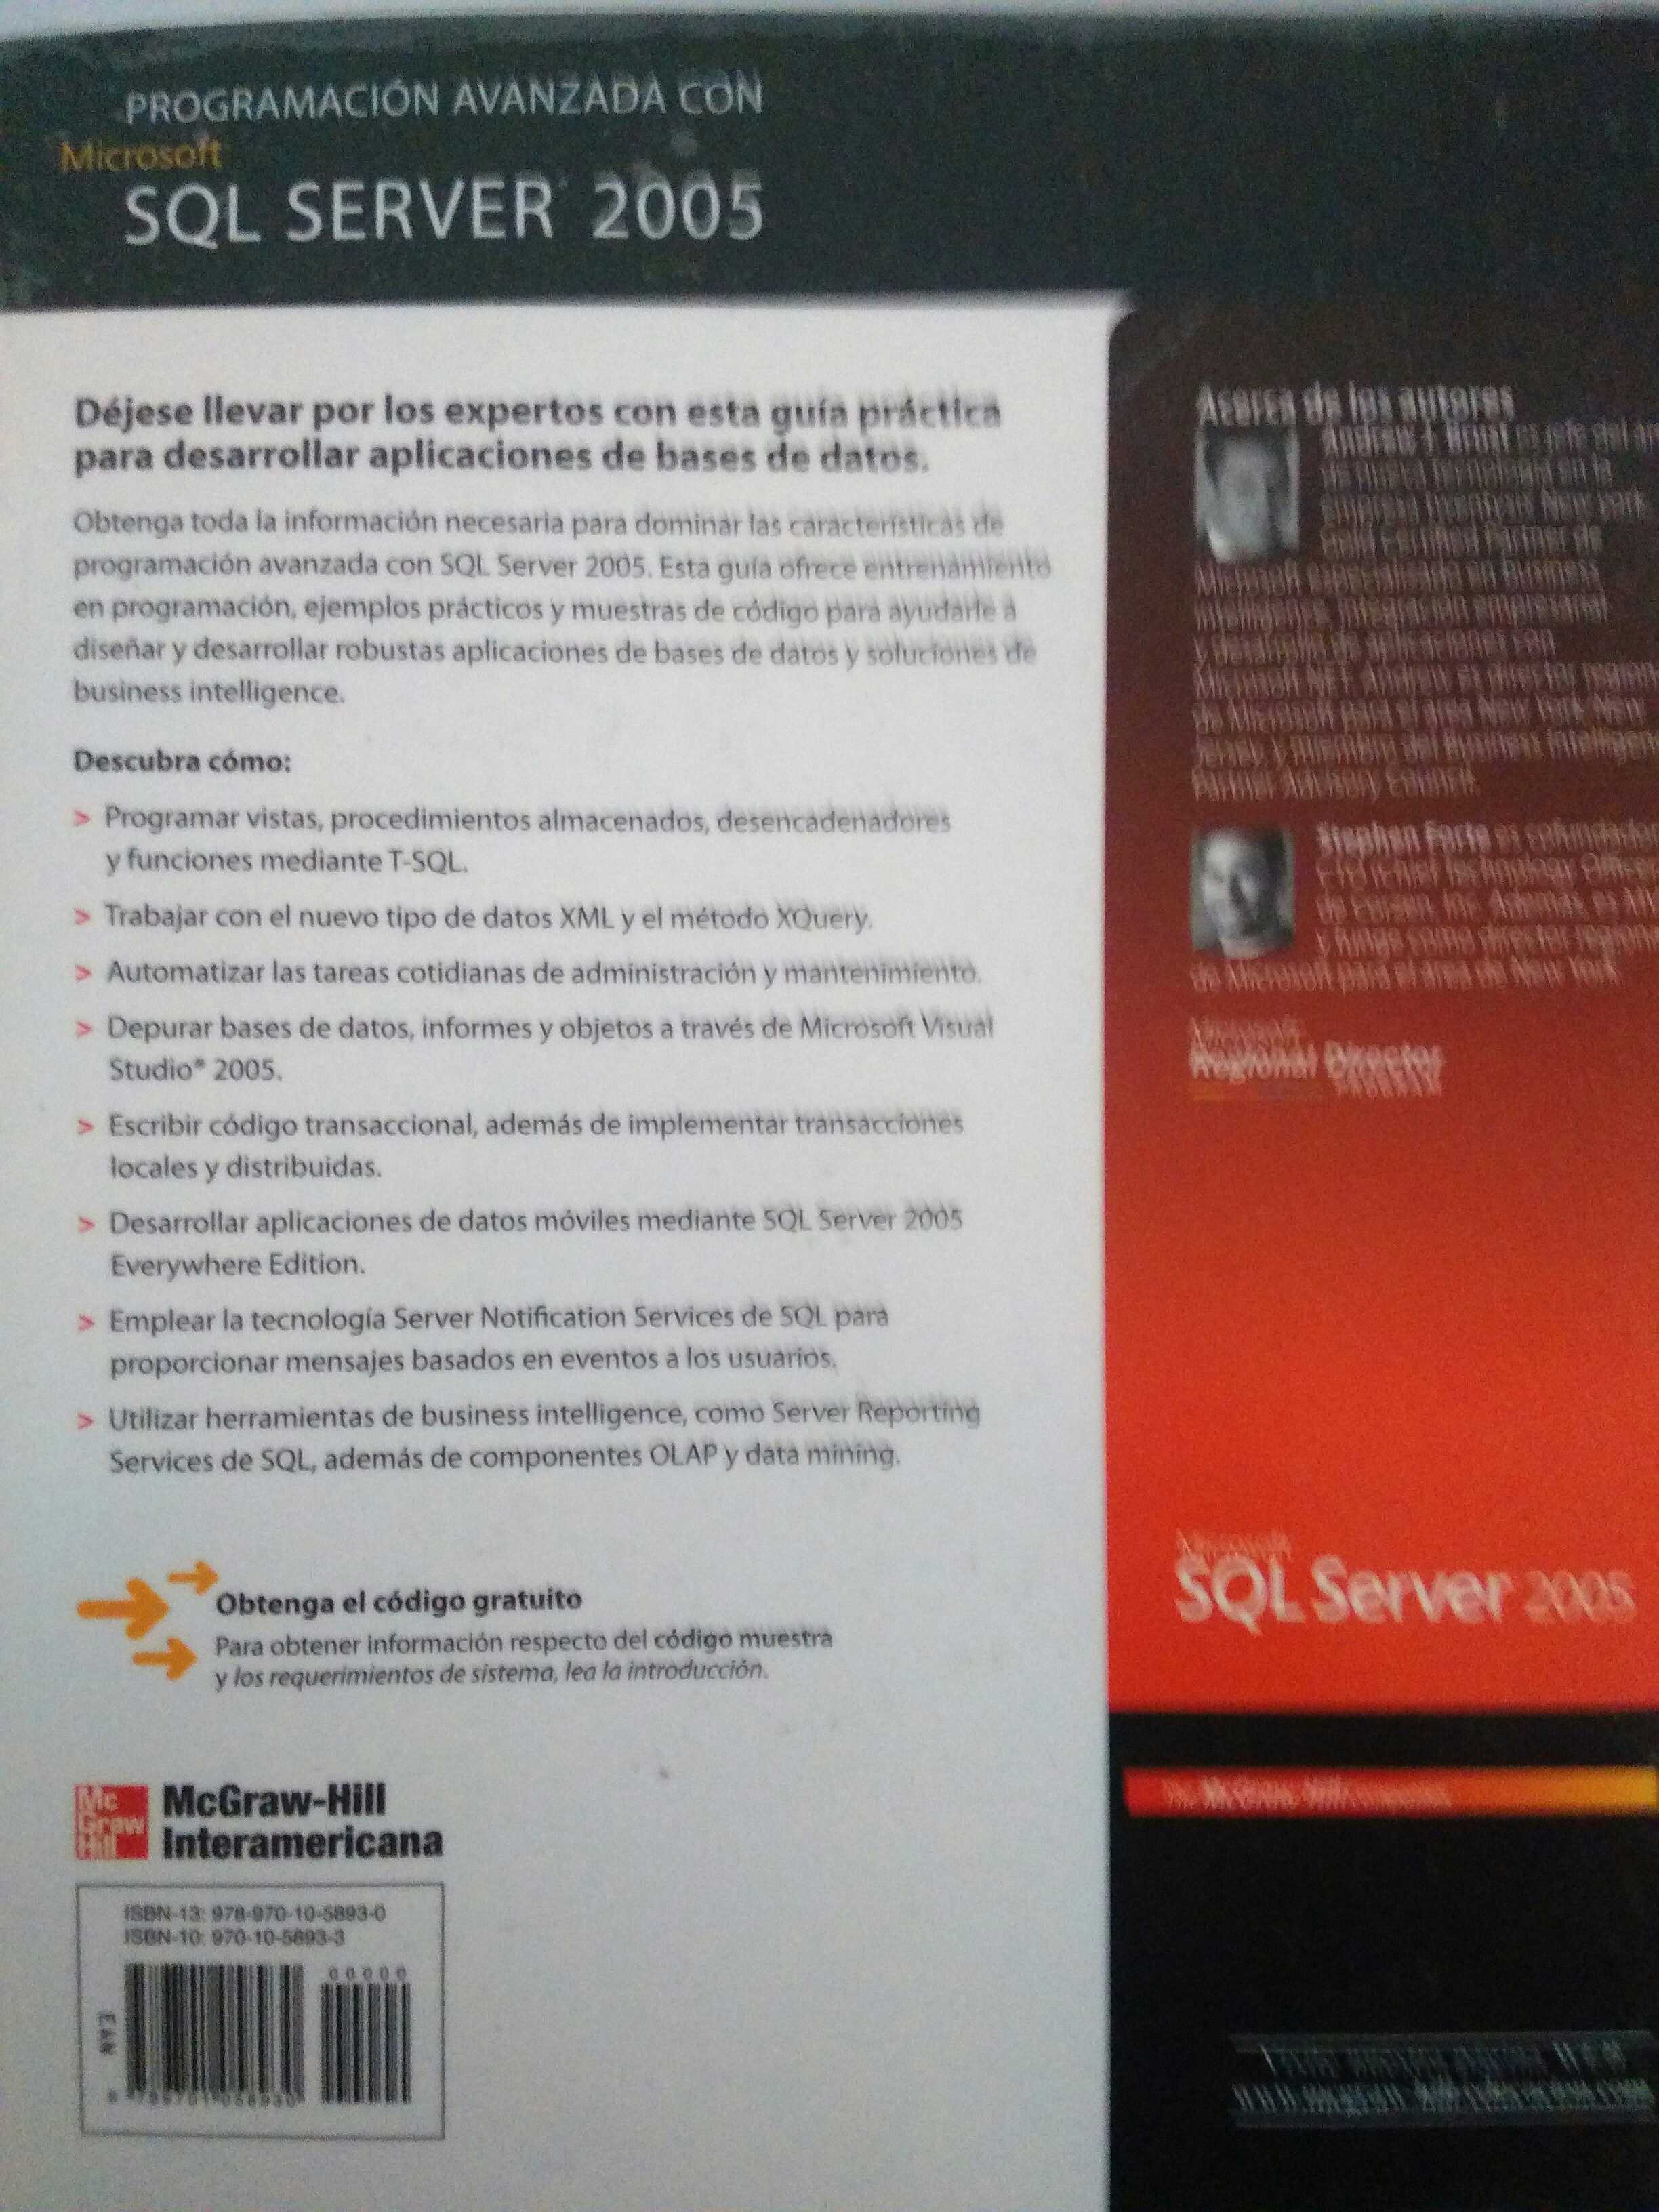 PROGRAMACIÓN AVANZADA CON
Microsoft
SQL SERVER 2005
Déjese llevar por los expertos con esta guía práctica
para desarrollar aplicaciones de bases de datos.
Obtenga toda la información necesaria para dominar las características de
programación avanzada con SQL Server 2005. Esta guía ofrece entrenamiento
en programación, ejemplos prácticos y muestras de código para ayudarle a
diseñar y desarrollar robustas aplicaciones de bases de datos y soluciones de
business intelligence.
Descubra cómo:
> Programar vistas, procedimientos almacenados, desencadenadores
y funciones mediante T-SQL.
> Trabajar con el nuevo tipo de datos XML y el método XQuery.
> Automatizar las tareas cotidianas de administración y mantenimiento.
> Depurar bases de datos, informes y objetos a través de Microsoft Visual
Studio® 2005.
> Escribir código transaccional, además de implementar transacciones
locales y distribuidas.
> Desarrollar aplicaciones de datos móviles mediante SQL Server 2005
Everywhere Edition.
> Emplear la tecnología Server Notification Services de SQL para
proporcionar mensajes basados en eventos a los usuarios.
> Utilizar herramientas de business intelligence, como Server Reporting
Services de SQL, además de componentes OLAP y data mining.
Obtenga el código gratuito
Para obtener información respecto del código muestra
y los requerimientos de sistema, lea la introducción.
Mc
Graw
Hill
McGraw-Hill
Interamericana
ISBN-13: 978-970-10-5893-0
ISBN-10: 970-10-5893-3
00000
EAN
9 789701 058930
Acerca de los autores
Andrew J. Brust es jefe del
de nueva tecnología en la
empresa New York
Gold Certified Partner de
Microsoft especializado en Business
Intelligence, integración empresarial
y desarrollo de aplicaciones con
Microsoft .NET. Andrew es director
de Microsoft para el área New York-New
Jersey, y miembro del Business
Partner Advisory Council.
Stephen Forte es cofundador
y CTO (Chief Technology
de Corzen, Inc. Además, es
y funge como director
de Microsoft para el área de New York.
Microsoft
Regional Director
PROGRAM
Microsoft
SQL Server 2005
The McGraw-Hill Companies